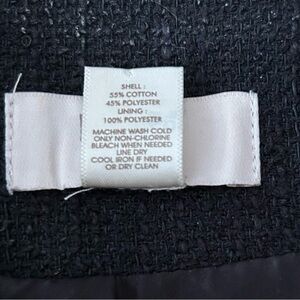 SHELL :
55% COTTON
45% POLYESTER
LINING :
100% POLYESTER
MACHINE WASH COLD
ONLY NON-CHLORINE
BLEACH WHEN NEEDED
LINE DRY
COOL IRON IF NEEDED
OR DRY CLEAN